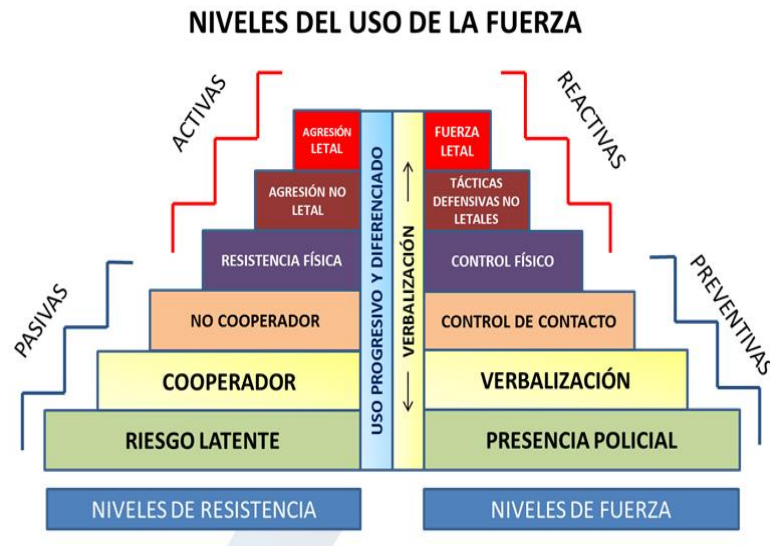 NIVELES DEL USO DE LA FUERZA
ACTIVAS
REACTIVAS
PASIVAS
PREVENTIVAS
AGRESIÓN
LETAL
FUERZA
LETAL
AGRESIÓN NO
LETAL
TÁCTICAS
DEFENSIVAS NO
LETALES
RESISTENCIA FÍSICA
CONTROL FÍSICO
NO COOPERADOR
CONTROL DE CONTACTO
COOPERADOR
VERBALIZACIÓN
RIESGO LATENTE
PRESENCIA POLICIAL
USO PROGRESIVO Y DIFERENCIADO
VERBALIZACIÓN
NIVELES DE RESISTENCIA
NIVELES DE FUERZA